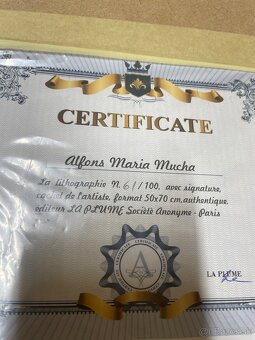 CERTIFICATE
Alfons Maria Mucha
La lithographie N. 61/100, avec signature,
cachet de l'artiste, format 50x70 cm, authentique,
editeur LA PLUME Société Anonyme - Paris
LA PLUME